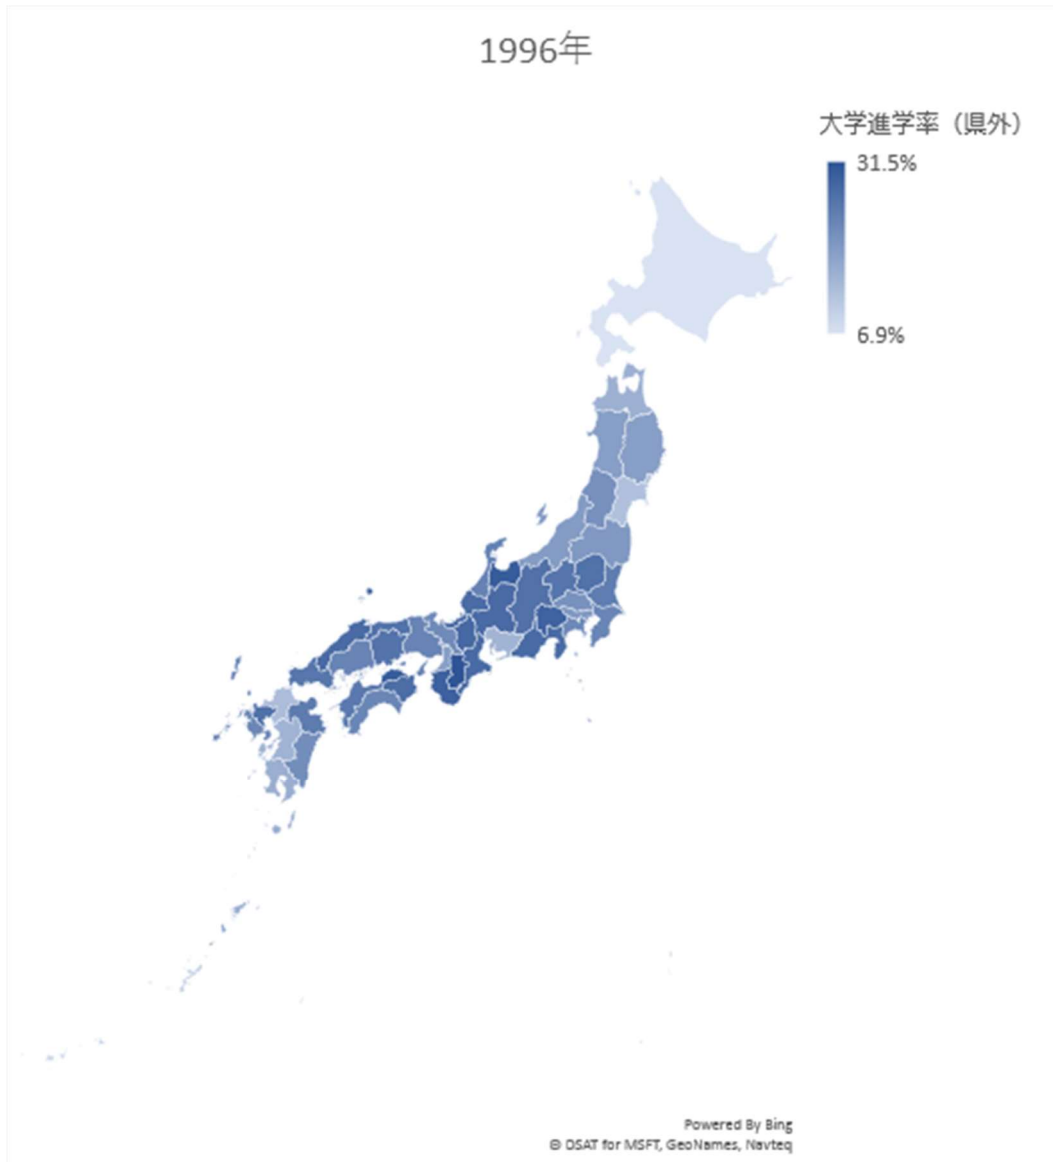 1996年
大学進学率（県外）
31.5%
6.9%
Powered By Bing
© DSAT for MSFT, GeoNames, Navteq